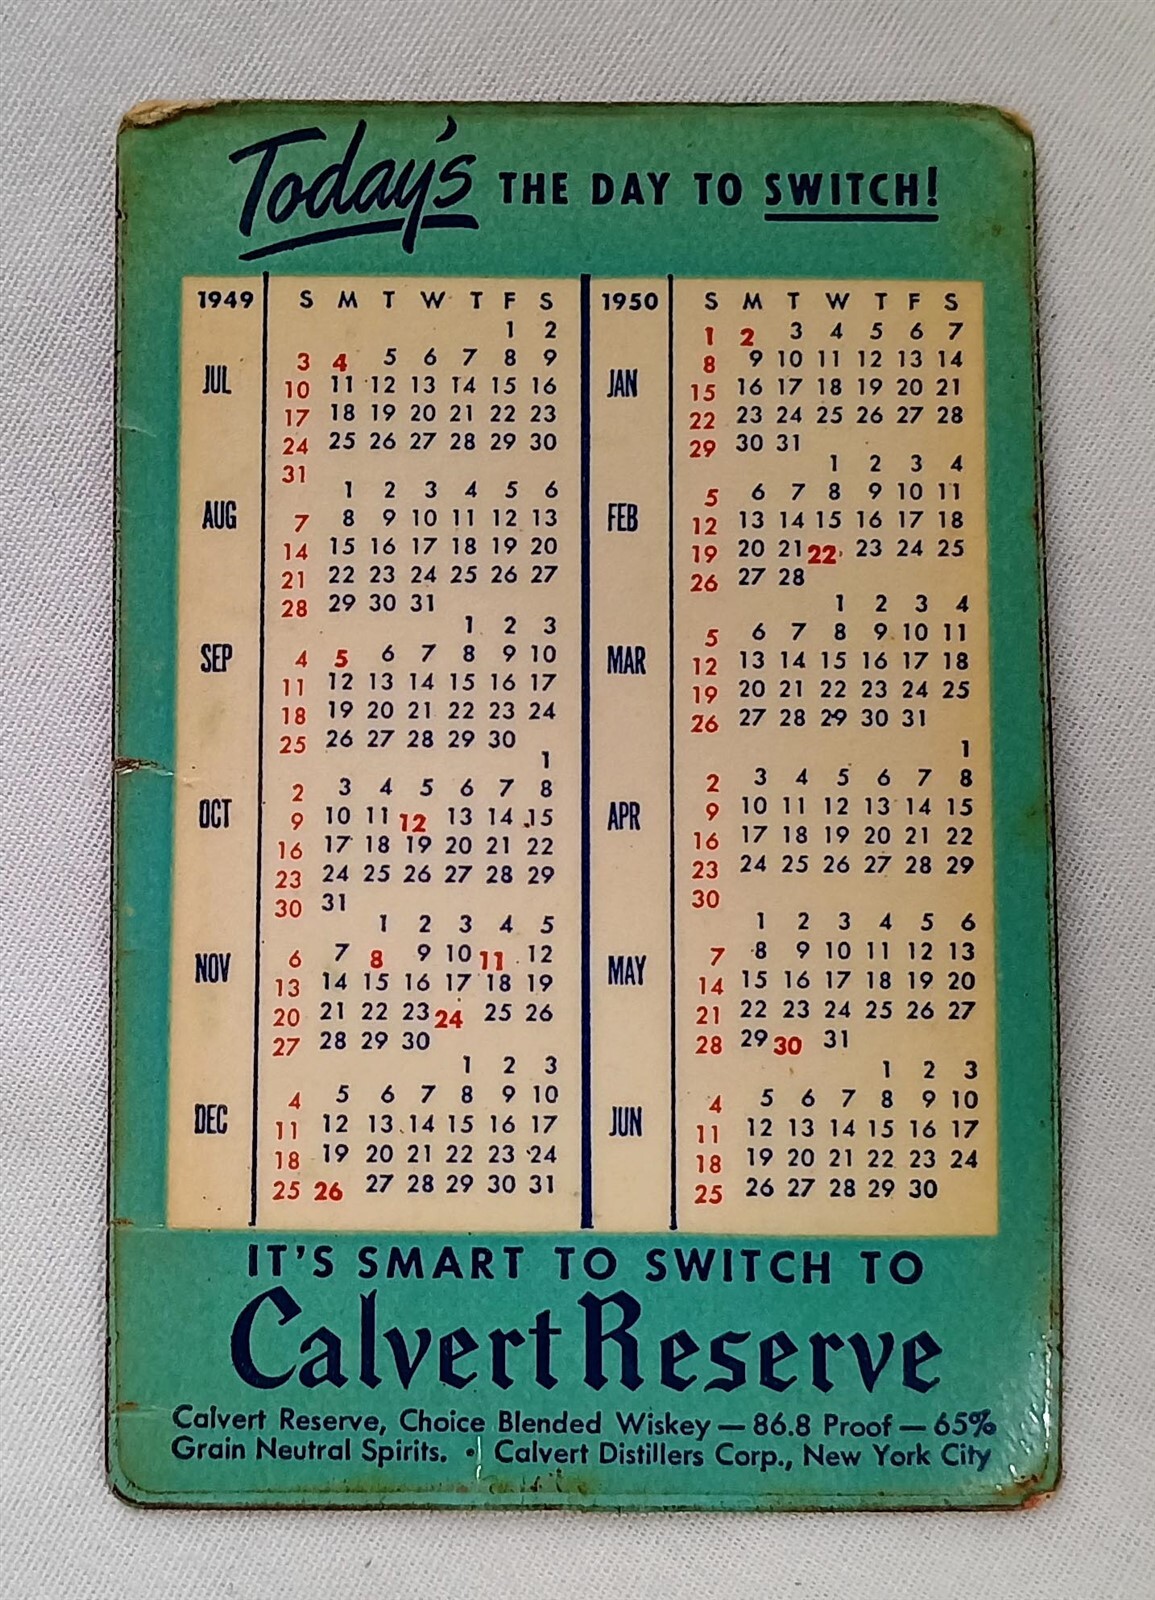 Today's THE DAY TO SWITCH!
1949 S M T W T F S
1 2
JUL
3 4 5 6 7 8 9
10 11 12 13 14 15 16
17 18 19 20 21 22 23
24 25 26 27 28 29 30
31
1 2 3 4 5 6
AUG
7 8 9 10 11 12 13
14 15 16 17 18 19 20
21 22 23 24 25 26 27
28 29 30 31
1 2 3
SEP
4 5 6 7 8 9 10
11 12 13 14 15 16 17
18 19 20 21 22 23 24
25 26 27 28 29 30
1
OCT
2 3 4 5 6 7 8
9 10 11 12 13 14 15
16 17 18 19 20 21 22
23 24 25 26 27 28 29
30 31
1 2 3 4 5
NOV
6 7 8 9 10 11 12
13 14 15 16 17 18 19
20 21 22 23 24 25 26
27 28 29 30
1 2 3
DEC
4 5 6 7 8 9 10
11 12 13 14 15 16 17
18 19 20 21 22 23 24
25 26 27 28 29 30 31
1950 S M T W T F S
1 2 3 4 5 6 7
JAN
8 9 10 11 12 13 14
15 16 17 18 19 20 21
22 23 24 25 26 27 28
29 30 31
1 2 3 4
FEB
5 6 7 8 9 10 11
12 13 14 15 16 17 18
19 20 21 22 23 24 25
26 27 28
1 2 3 4
MAR
5 6 7 8 9 10 11
12 13 14 15 16 17 18
19 20 21 22 23 24 25
26 27 28 29 30 31
1
APR
2 3 4 5 6 7 8
9 10 11 12 13 14 15
16 17 18 19 20 21 22
23 24 25 26 27 28 29
30
1 2 3 4 5 6
MAY
7 8 9 10 11 12 13
14 15 16 17 18 19 20
21 22 23 24 25 26 27
28 29 30 31
1 2 3
JUN
4 5 6 7 8 9 10
11 12 13 14 15 16 17
18 19 20 21 22 23 24
25 26 27 28 29 30
IT'S SMART TO SWITCH TO
Calvert Reserve
Calvert Reserve, Choice Blended Wiskey — 86.8 Proof — 65%
Grain Neutral Spirits. • Calvert Distillers Corp., New York City